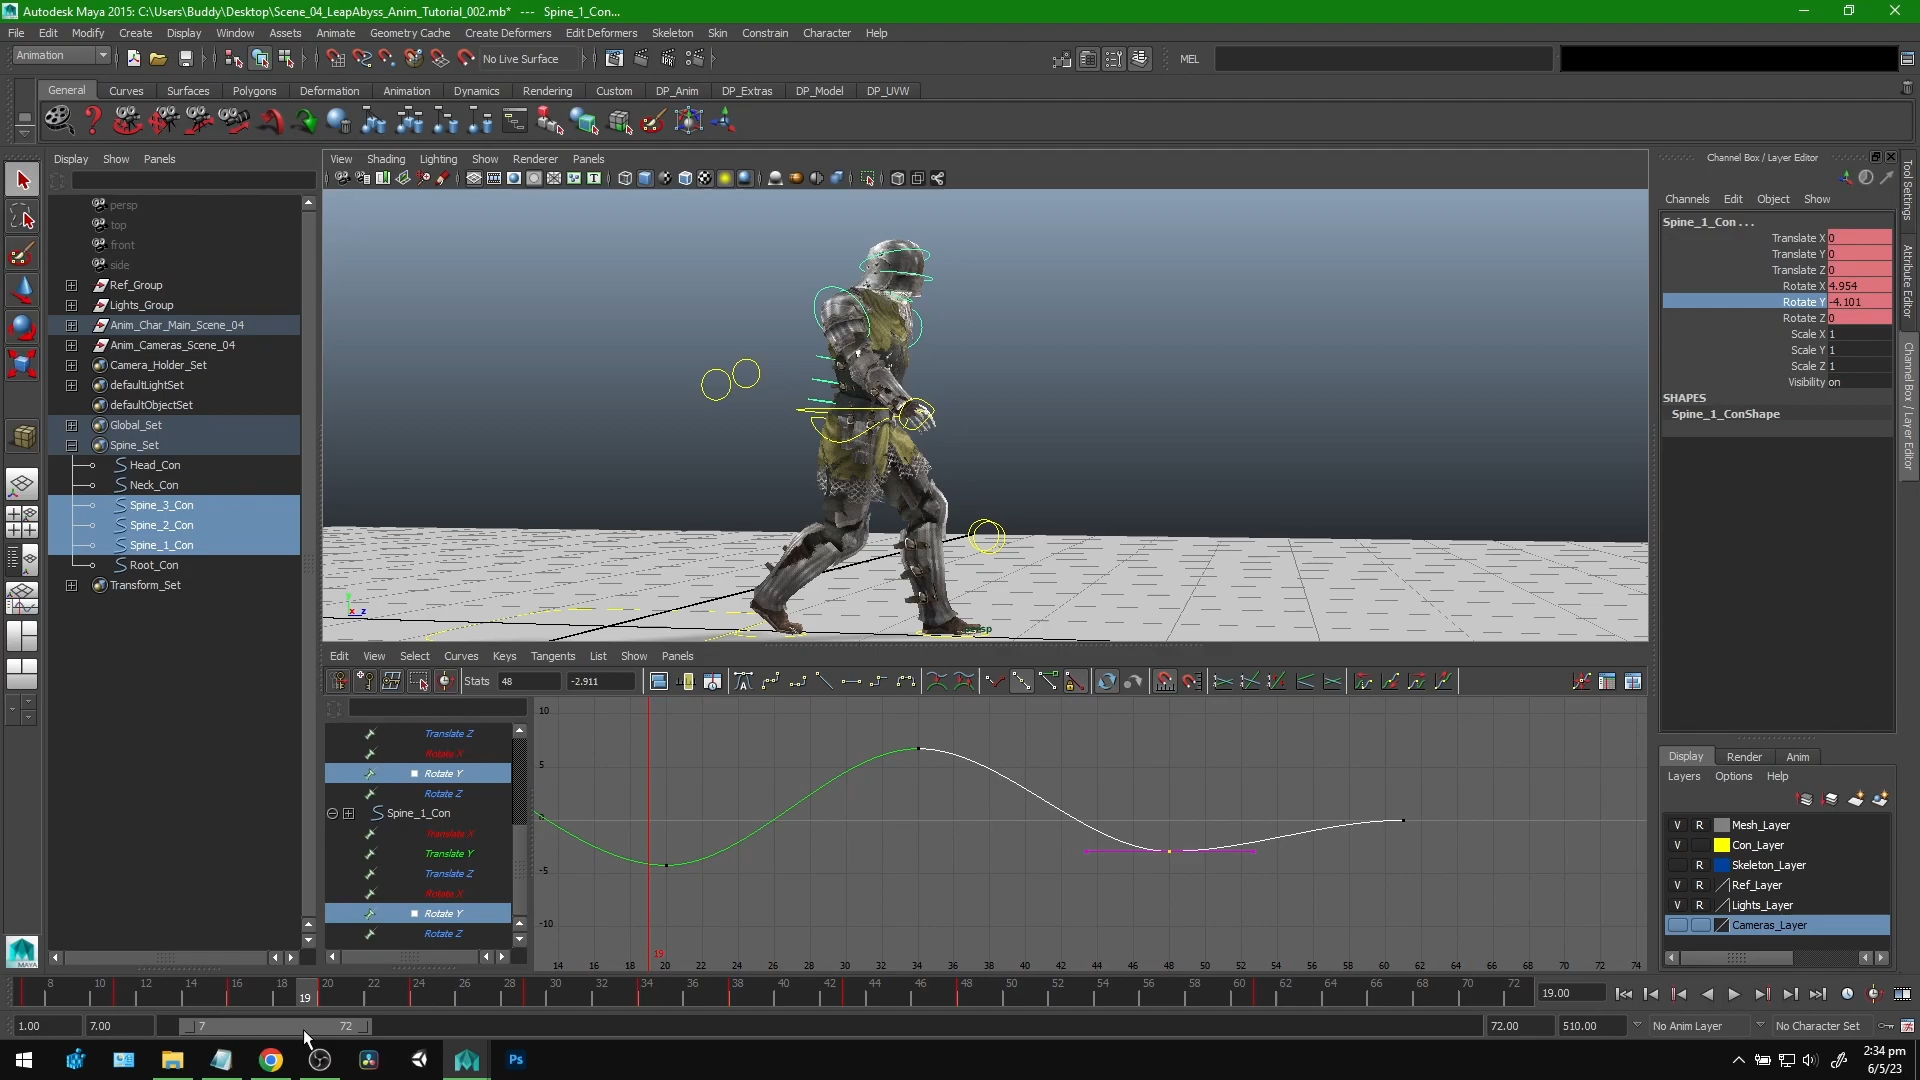 Autodesk Maya 2015: C:\Users\Buddy\Desktop\Scene_04_LeapAbyss_Anim_Tutorial_002.mb* --- Spine_1_Con...
File Edit Modify Create Display Window Assets Animate Geometry Cache Create Deformers Edit Deformers Skeleton Skin Constrain Character Help
Animation No Live Surface MEL
General Curves Surfaces Polygons Deformation Animation Dynamics Rendering Custom DP_Anim DP_Extras DP_Model DP_UVW
Display Show Panels
View Shading Lighting Show Renderer Panels
Channel Box / Layer Editor
Channels Edit Object Show
persp
top
front
side
Ref_Group
Lights_Group
Anim_Char_Main_Scene_04
Anim_Cameras_Scene_04
Camera_Holder_Set
defaultLightSet
defaultObjectSet
Global_Set
Spine_Set
Head_Con
Neck_Con
Spine_3_Con
Spine_2_Con
Spine_1_Con
Root_Con
Transform_Set
Spine_1_Con ...
Translate X 0
Translate Y 0
Translate Z 0
Rotate X 4.954
Rotate Y -4.101
Rotate Z 0
Scale X 1
Scale Y 1
Scale Z 1
Visibility on
SHAPES
Spine_1_ConShape
Tool Settings
Attribute Editor
Channel Box / Layer Editor
Edit View Select Curves Keys Tangents List Show Panels
Stats 48 -2.911
Translate Z
Rotate X
Rotate Y
Rotate Z
Spine_1_Con
Translate X
Translate Y
Translate Z
Rotate X
Rotate Y
Rotate Z
10
5
-5
-10
19
14 16 18 20 22 24 26 28 30 32 34 36 38 40 42 44 46 48 50 52 54 56 58 60 62 64 66 68 70 72 74
Display Render Anim
Layers Options Help
V R Mesh_Layer
V Con_Layer
R Skeleton_Layer
V R Ref_Layer
V R Lights_Layer
Cameras_Layer
8 10 12 14 16 18 20 22 24 26 28 30 32 34 36 38 40 42 44 46 48 50 52 54 56 58 60 62 64 66 68 70 72
19
19.00
1.00 7.00 7 72 72.00 510.00 No Anim Layer No Character Set
MAYA
Ps
2:34 pm
6/5/23